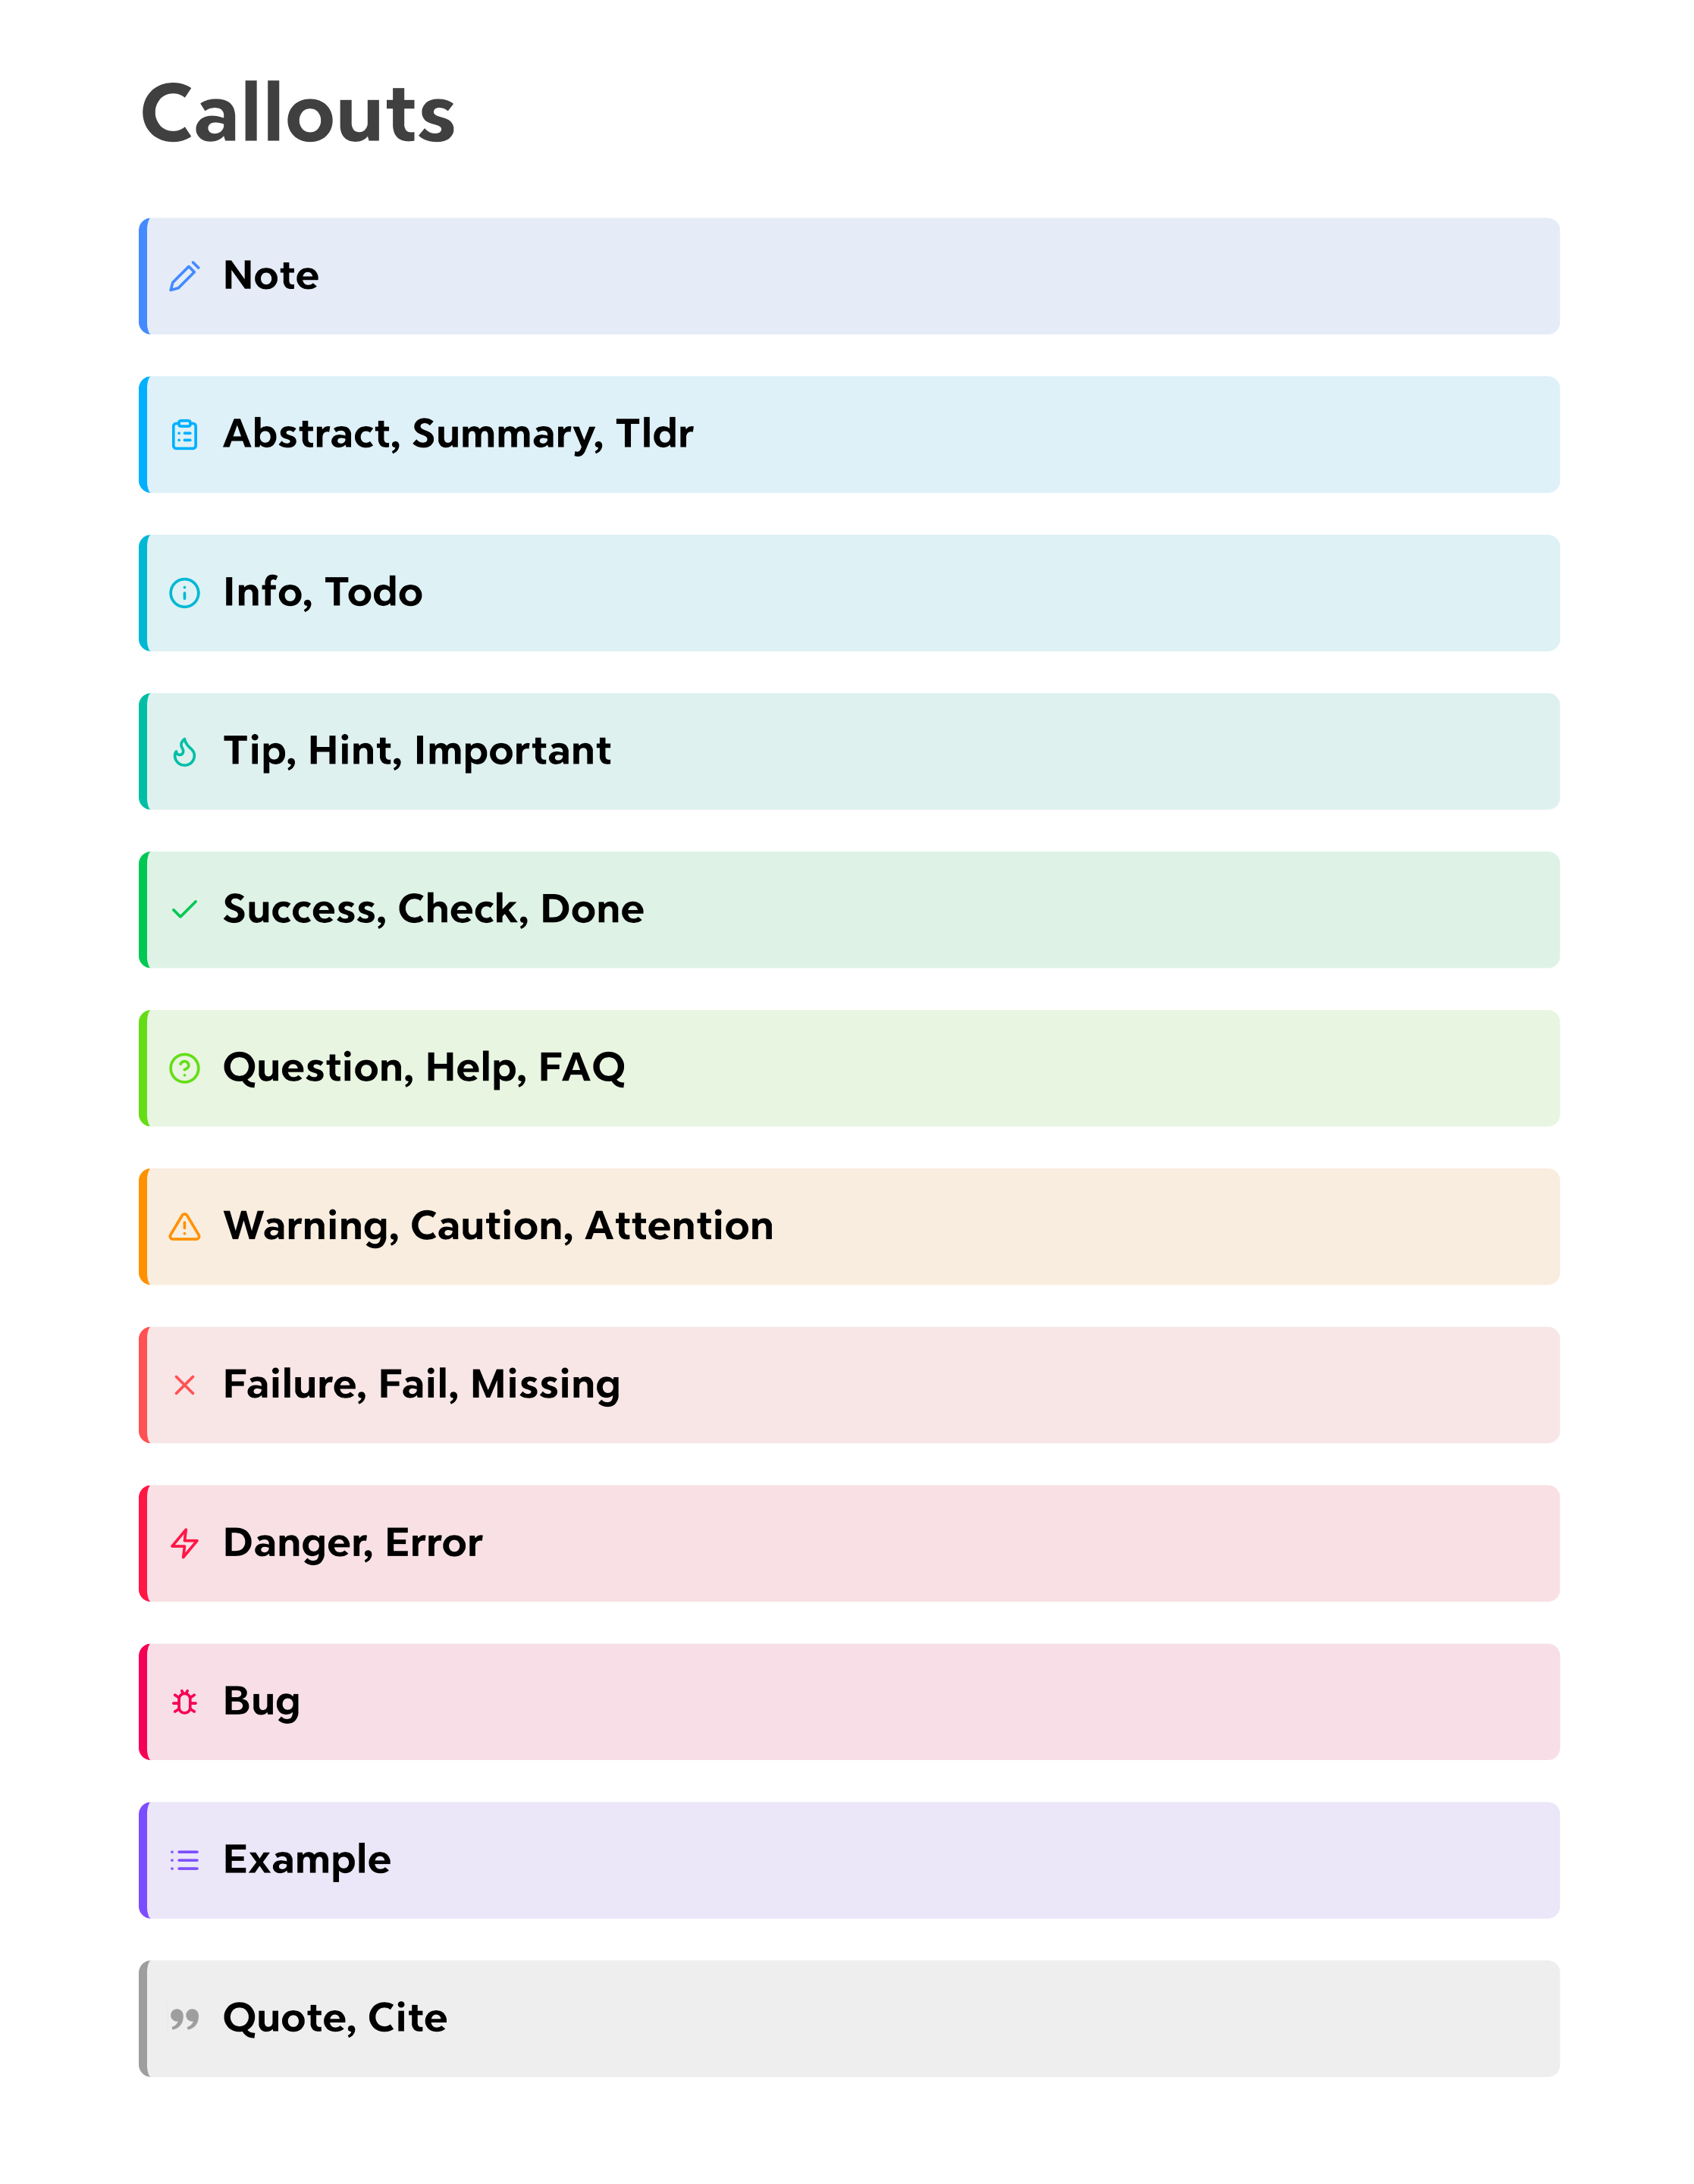 Callouts
Note
Abstract, Summary, Tldr
Info, Todo
Tip, Hint, Important
Success, Check, Done
Question, Help, FAQ
Warning, Caution, Attention
Failure, Fail, Missing
Danger, Error
Bug
Example
Quote, Cite